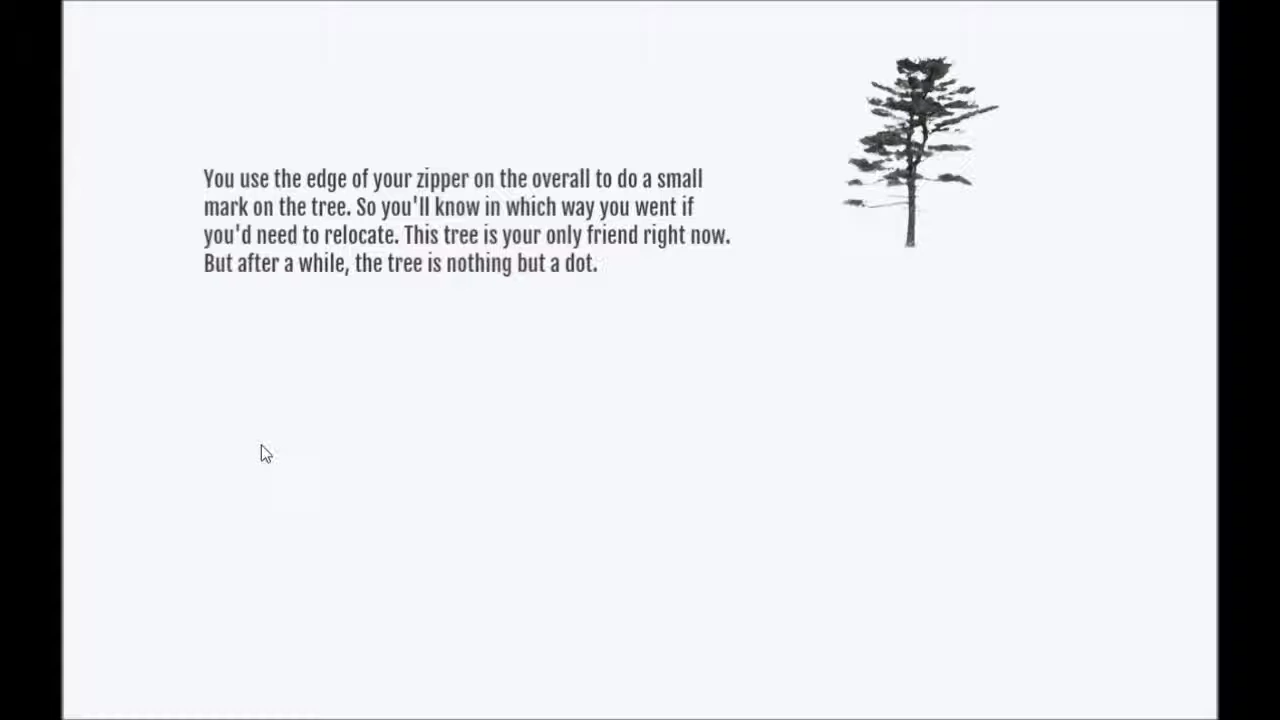 You use the edge of your zipper on the overall to do a small
mark on the tree. So you'll know in which way you went if
you'd need to relocate. This tree is your only friend right now.
But after a while, the tree is nothing but a dot.